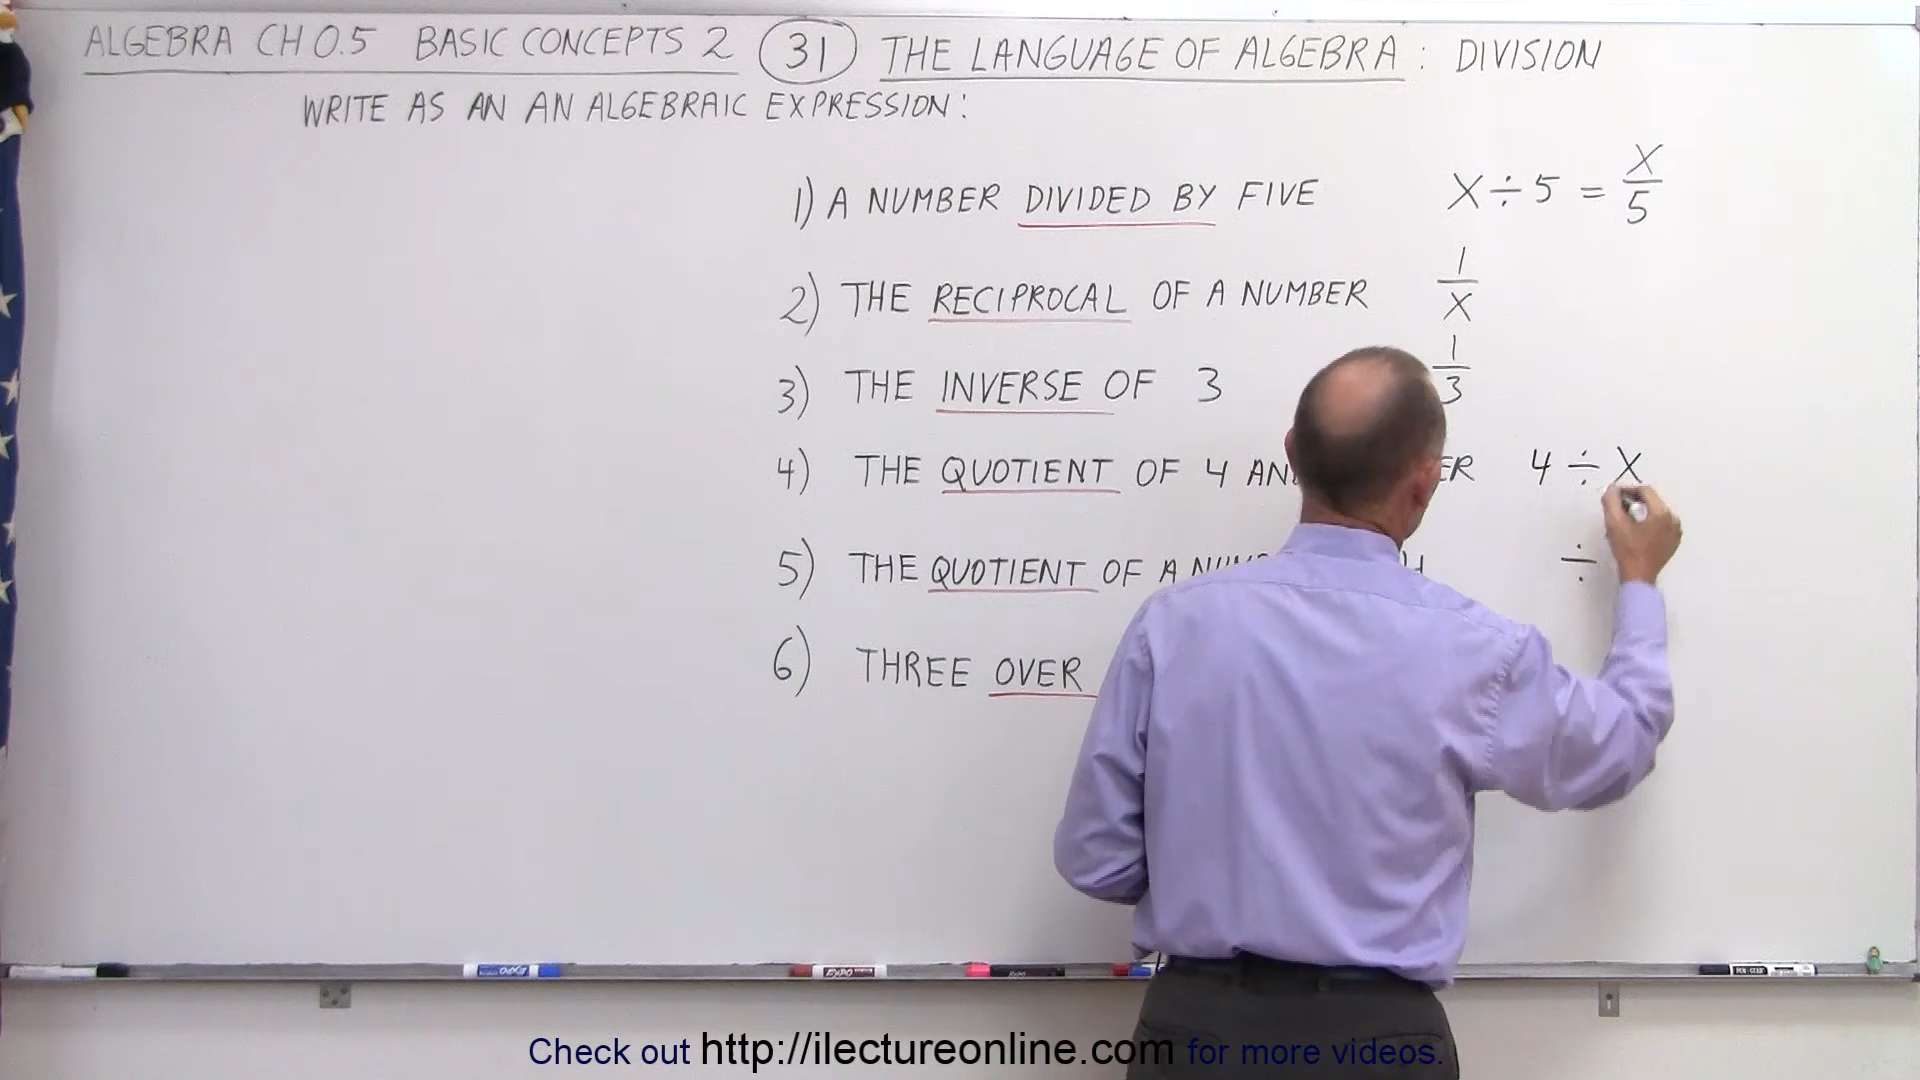 ALGEBRA CH 0.5 BASIC CONCEPTS 2 31 THE LANGUAGE OF ALGEBRA : DIVISION
WRITE AS AN AN ALGEBRAIC EXPRESSION:
1) A NUMBER DIVIDED BY FIVE X ÷ 5 = X/5
2) THE RECIPROCAL OF A NUMBER 1/X
3) THE INVERSE OF 3 1/3
4) THE QUOTIENT OF 4 4 ÷ X
5) THE QUOTIENT OF A ÷
6) THREE OVER
EXPO
Check out http://ilectureonline.com for more videos.